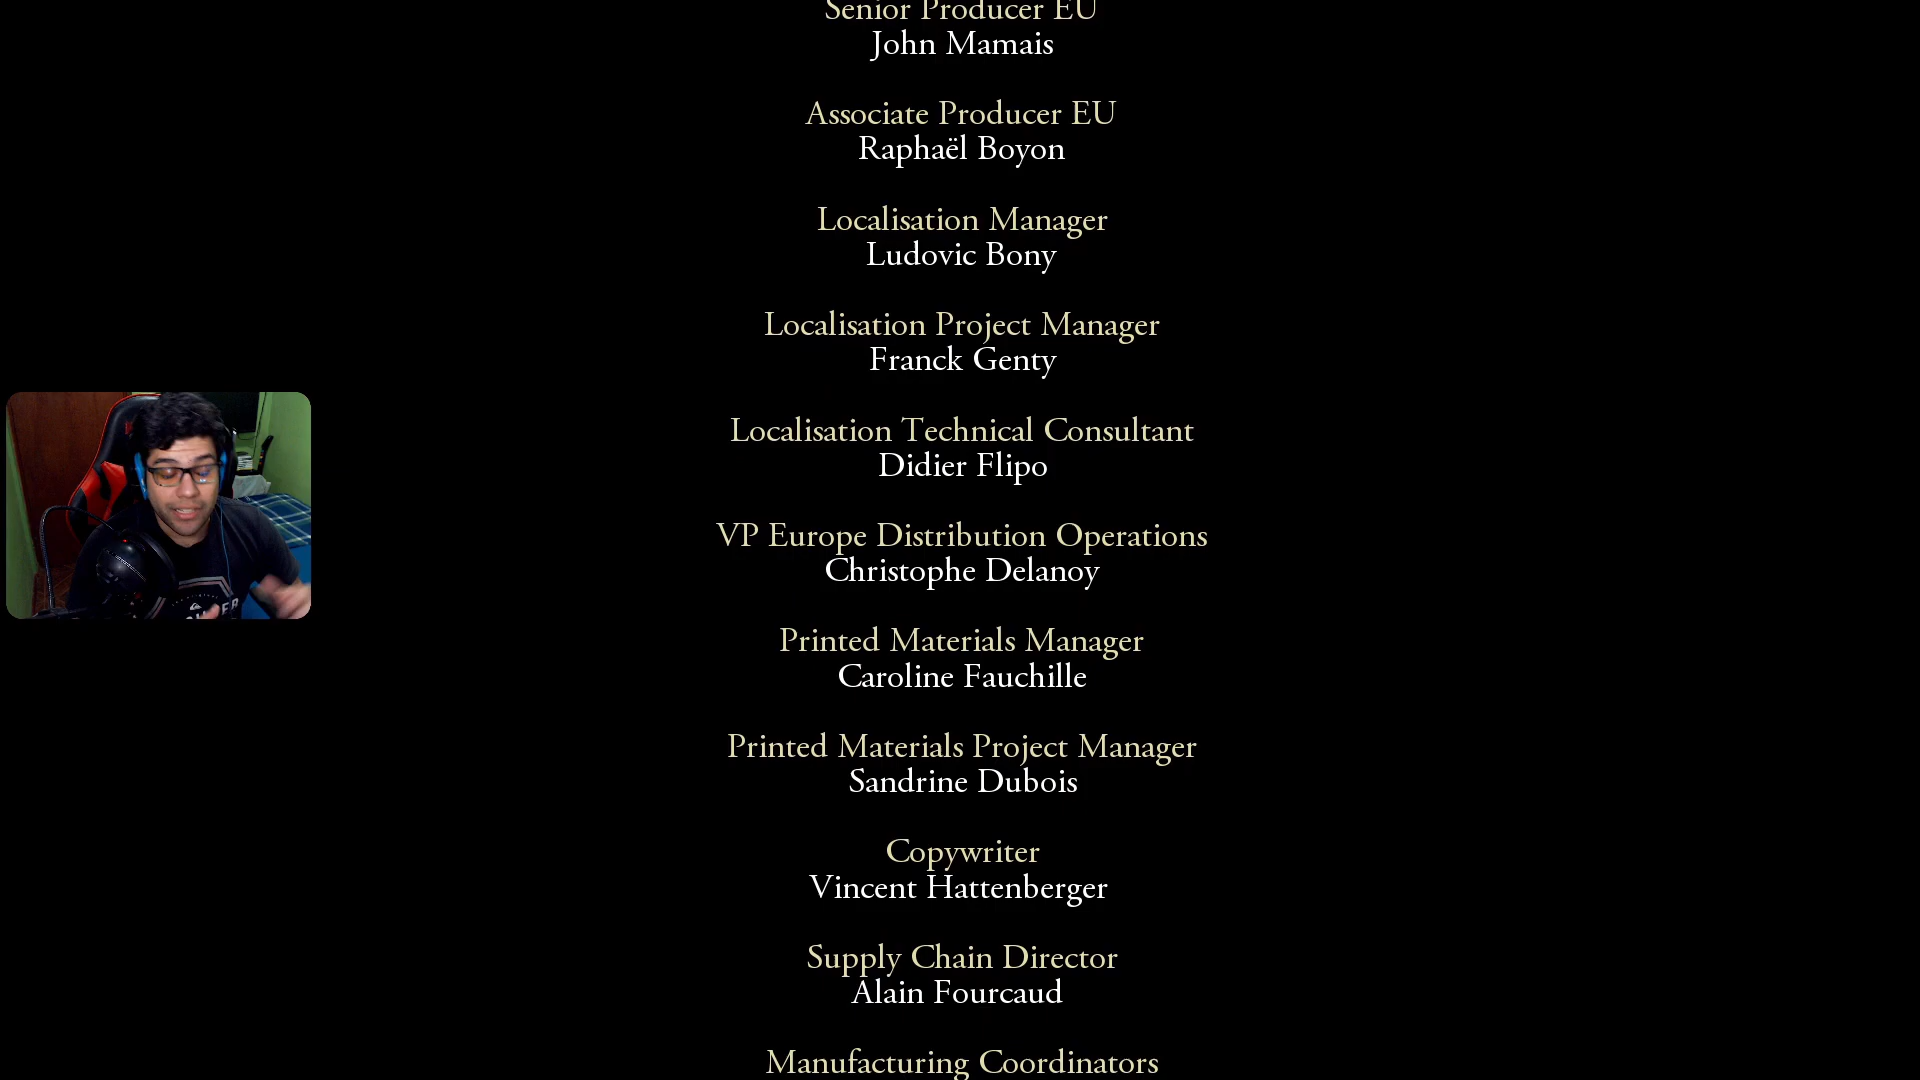 Senior Producer EU
John Mamais
Associate Producer EU
Raphaël Boyon
Localisation Manager
Ludovic Bony
Localisation Project Manager
Franck Genty
Localisation Technical Consultant
Didier Flipo
VP Europe Distribution Operations
Christophe Delanoy
Printed Materials Manager
Caroline Fauchille
Printed Materials Project Manager
Sandrine Dubois
Copywriter
Vincent Hattenberger
Supply Chain Director
Alain Fourcaud
Manufacturing Coordinators